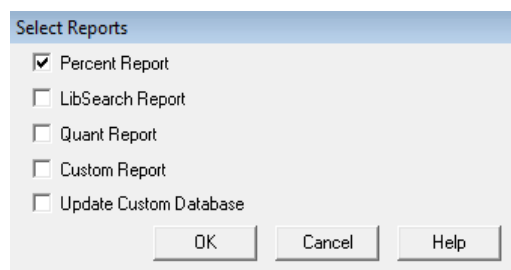 Select Reports
Percent Report
LibSearch Report
Quant Report
Custom Report
Update Custom Database
OK Cancel Help